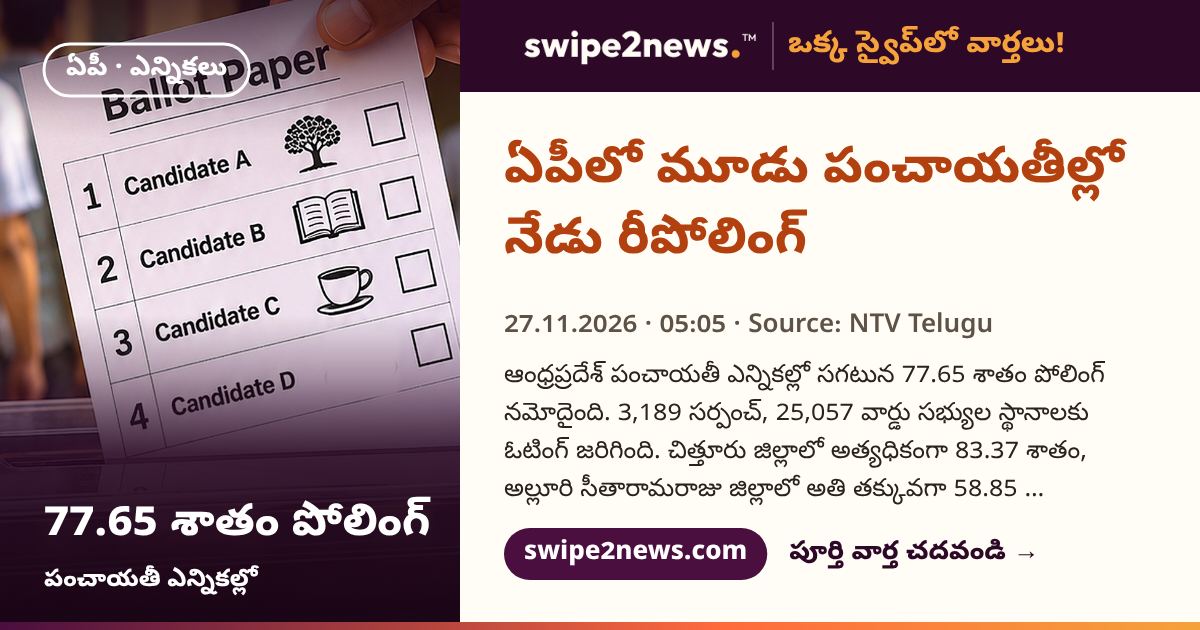 ఏపీ · ఎన్నికలు
Ballot Paper
1 Candidate A
2 Candidate B
3 Candidate C
4 Candidate D
77.65 శాతం పోలింగ్
పంచాయతీ ఎన్నికల్లో
swipe2news.™ ఒక్క స్వైప్‌లో వార్తలు!
ఏపీలో మూడు పంచాయతీల్లో
నేడు రీపోలింగ్
27.11.2026 · 05:05 · Source: NTV Telugu
ఆంధ్రప్రదేశ్ పంచాయతీ ఎన్నికల్లో సగటున 77.65 శాతం పోలింగ్
నమోదైంది. 3,189 సర్పంచ్, 25,057 వార్డు సభ్యుల స్థానాలకు
ఓటింగ్ జరిగింది. చిత్తూరు జిల్లాలో అత్యధికంగా 83.37 శాతం,
అల్లూరి సీతారామరాజు జిల్లాలో అతి తక్కువగా 58.85 ...
swipe2news.com పూర్తి వార్త చదవండి →